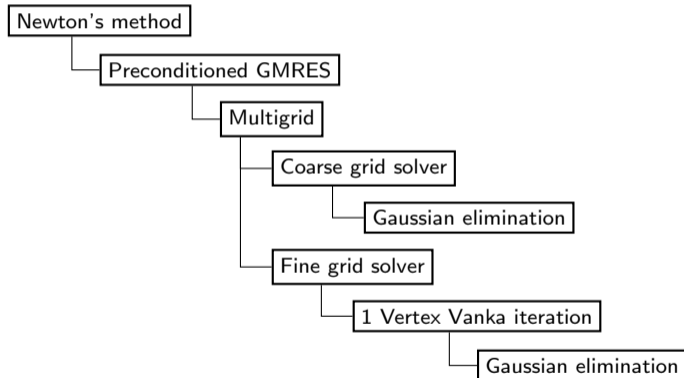 Newton's method
Preconditioned GMRES
Multigrid
Coarse grid solver
Gaussian elimination
Fine grid solver
1 Vertex Vanka iteration
Gaussian elimination